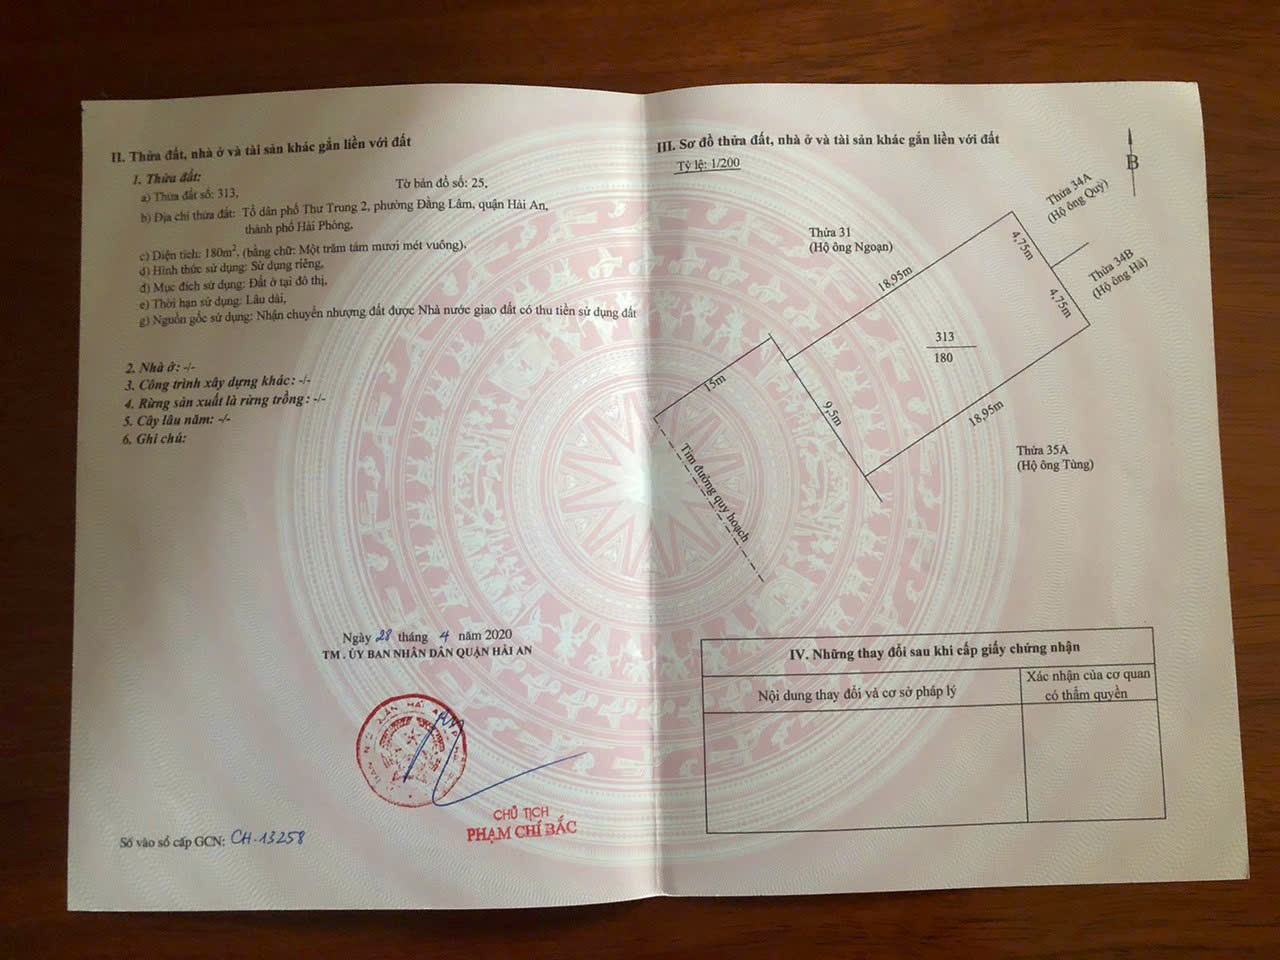 II. Thửa đất, nhà ở và tài sản khác gắn liền với đất
1. Thửa đất:
a) Thửa đất số: 313, Tờ bản đồ số: 25,
b) Địa chỉ thửa đất: Tổ dân phố Thư Trung 2, phường Đằng Lâm, quận Hải An,
thành phố Hải Phòng,
c) Diện tích: 180m², (bằng chữ: Một trăm tám mươi mét vuông),
d) Hình thức sử dụng: Sử dụng riêng,
đ) Mục đích sử dụng: Đất ở tại đô thị,
e) Thời hạn sử dụng: Lâu dài,
g) Nguồn gốc sử dụng: Nhận chuyển nhượng đất được Nhà nước giao đất có thu tiền sử dụng đất
2. Nhà ở: -/-
3. Công trình xây dựng khác: -/-
4. Rừng sản xuất là rừng trồng: -/-
5. Cây lâu năm: -/-
6. Ghi chú:
Ngày 28 tháng 4 năm 2020
TM . ỦY BAN NHÂN DÂN QUẬN HẢI AN
CHỦ TỊCH
PHẠM CHÍ BẮC
Số vào sổ cấp GCN: CH.13258
III. Sơ đồ thửa đất, nhà ở và tài sản khác gắn liền với đất
Tỷ lệ: 1/200
B
Thửa 34A
(Hộ ông Quý)
Thửa 31
(Hộ ông Ngoạn)
4,75m
18,95m
Thửa 34B
(Hộ ông Hà)
4,75m
313
180
15m
9,5m
18,95m
Thửa 35A
(Hộ ông Tùng)
Tim đường quy hoạch
IV. Những thay đổi sau khi cấp giấy chứng nhận
Nội dung thay đổi và cơ sở pháp lý
Xác nhận của cơ quan
có thẩm quyền